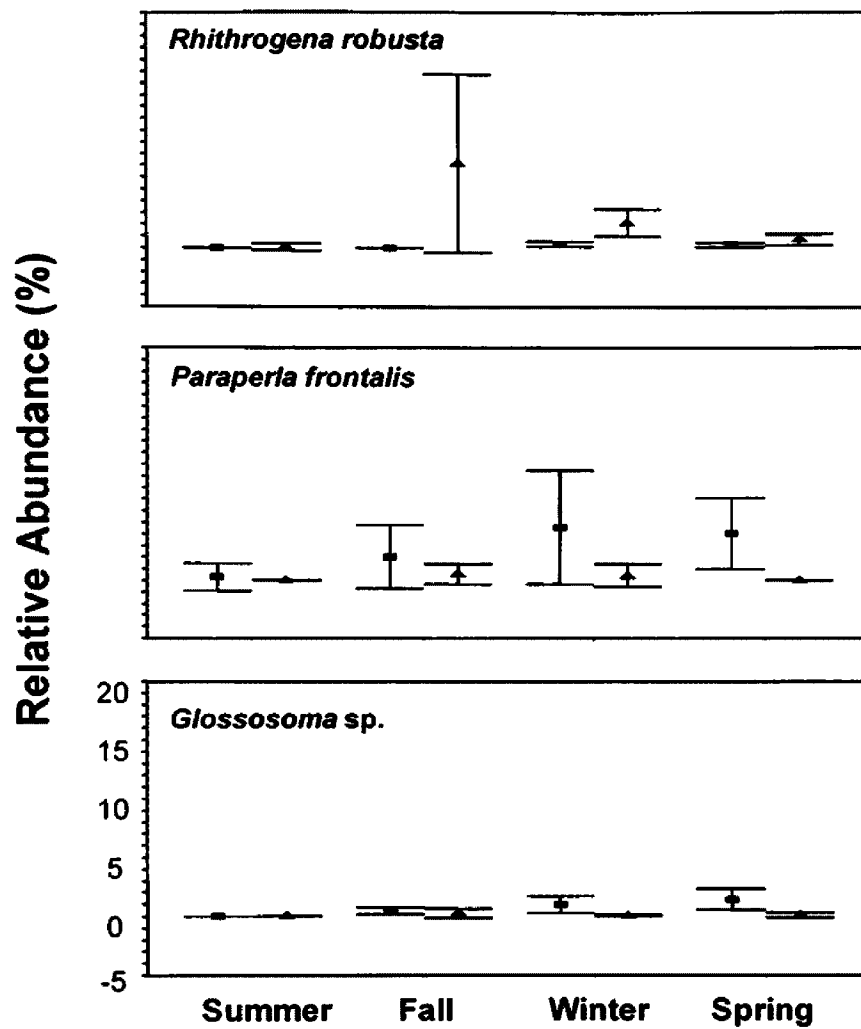 Relative Abundance (%)
Rhithrogena robusta
Paraperla frontalis
Glossosoma sp.
20
15
10
5
0
-5
Summer Fall Winter Spring